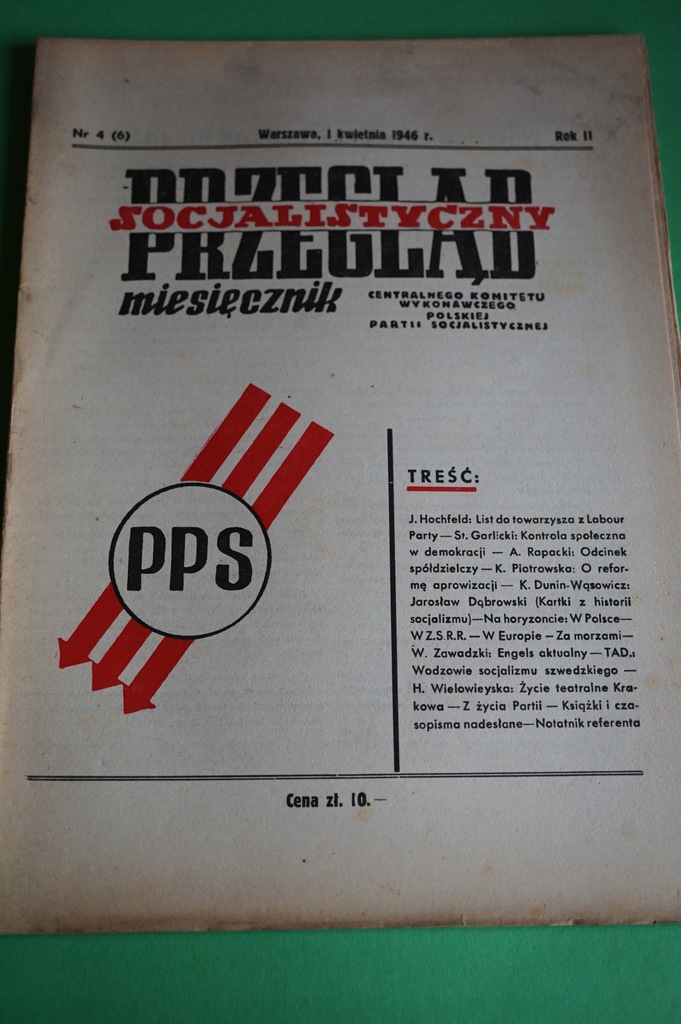 Nr 4 (6) Warszawa, 1 kwietnia 1946 r. Rok II
PRZEGLĄD
SOCJALISTYCZNY
miesięcznik
CENTRALNEGO KOMITETU
WYKONAWCZEGO
POLSKIEJ
PARTII SOCJALISTYCZNEJ
PPS
TREŚĆ:
J. Hochfeld: List do towarzysza z Labour
Party — St. Garlicki: Kontrola społeczna
w demokracji — A. Rapacki: Odcinek
spółdzielczy — K. Piotrowska: O refor-
mę aprowizacji — K. Dunin-Wąsowicz:
Jarosław Dąbrowski (Kartki z historii
socjalizmu)—Na horyzoncie: W Polsce—
W Z.S.R.R. — W Europie — Za morzami—
W. Zawadzki: Engels aktualny — TAD.:
Wodzowie socjalizmu szwedzkiego —
H. Wielowieyska: Życie teatralne Kra-
kowa — Z życia Partii — Książki i cza-
sopisma nadesłane—Notatnik referenta
Cena zł. 10.—